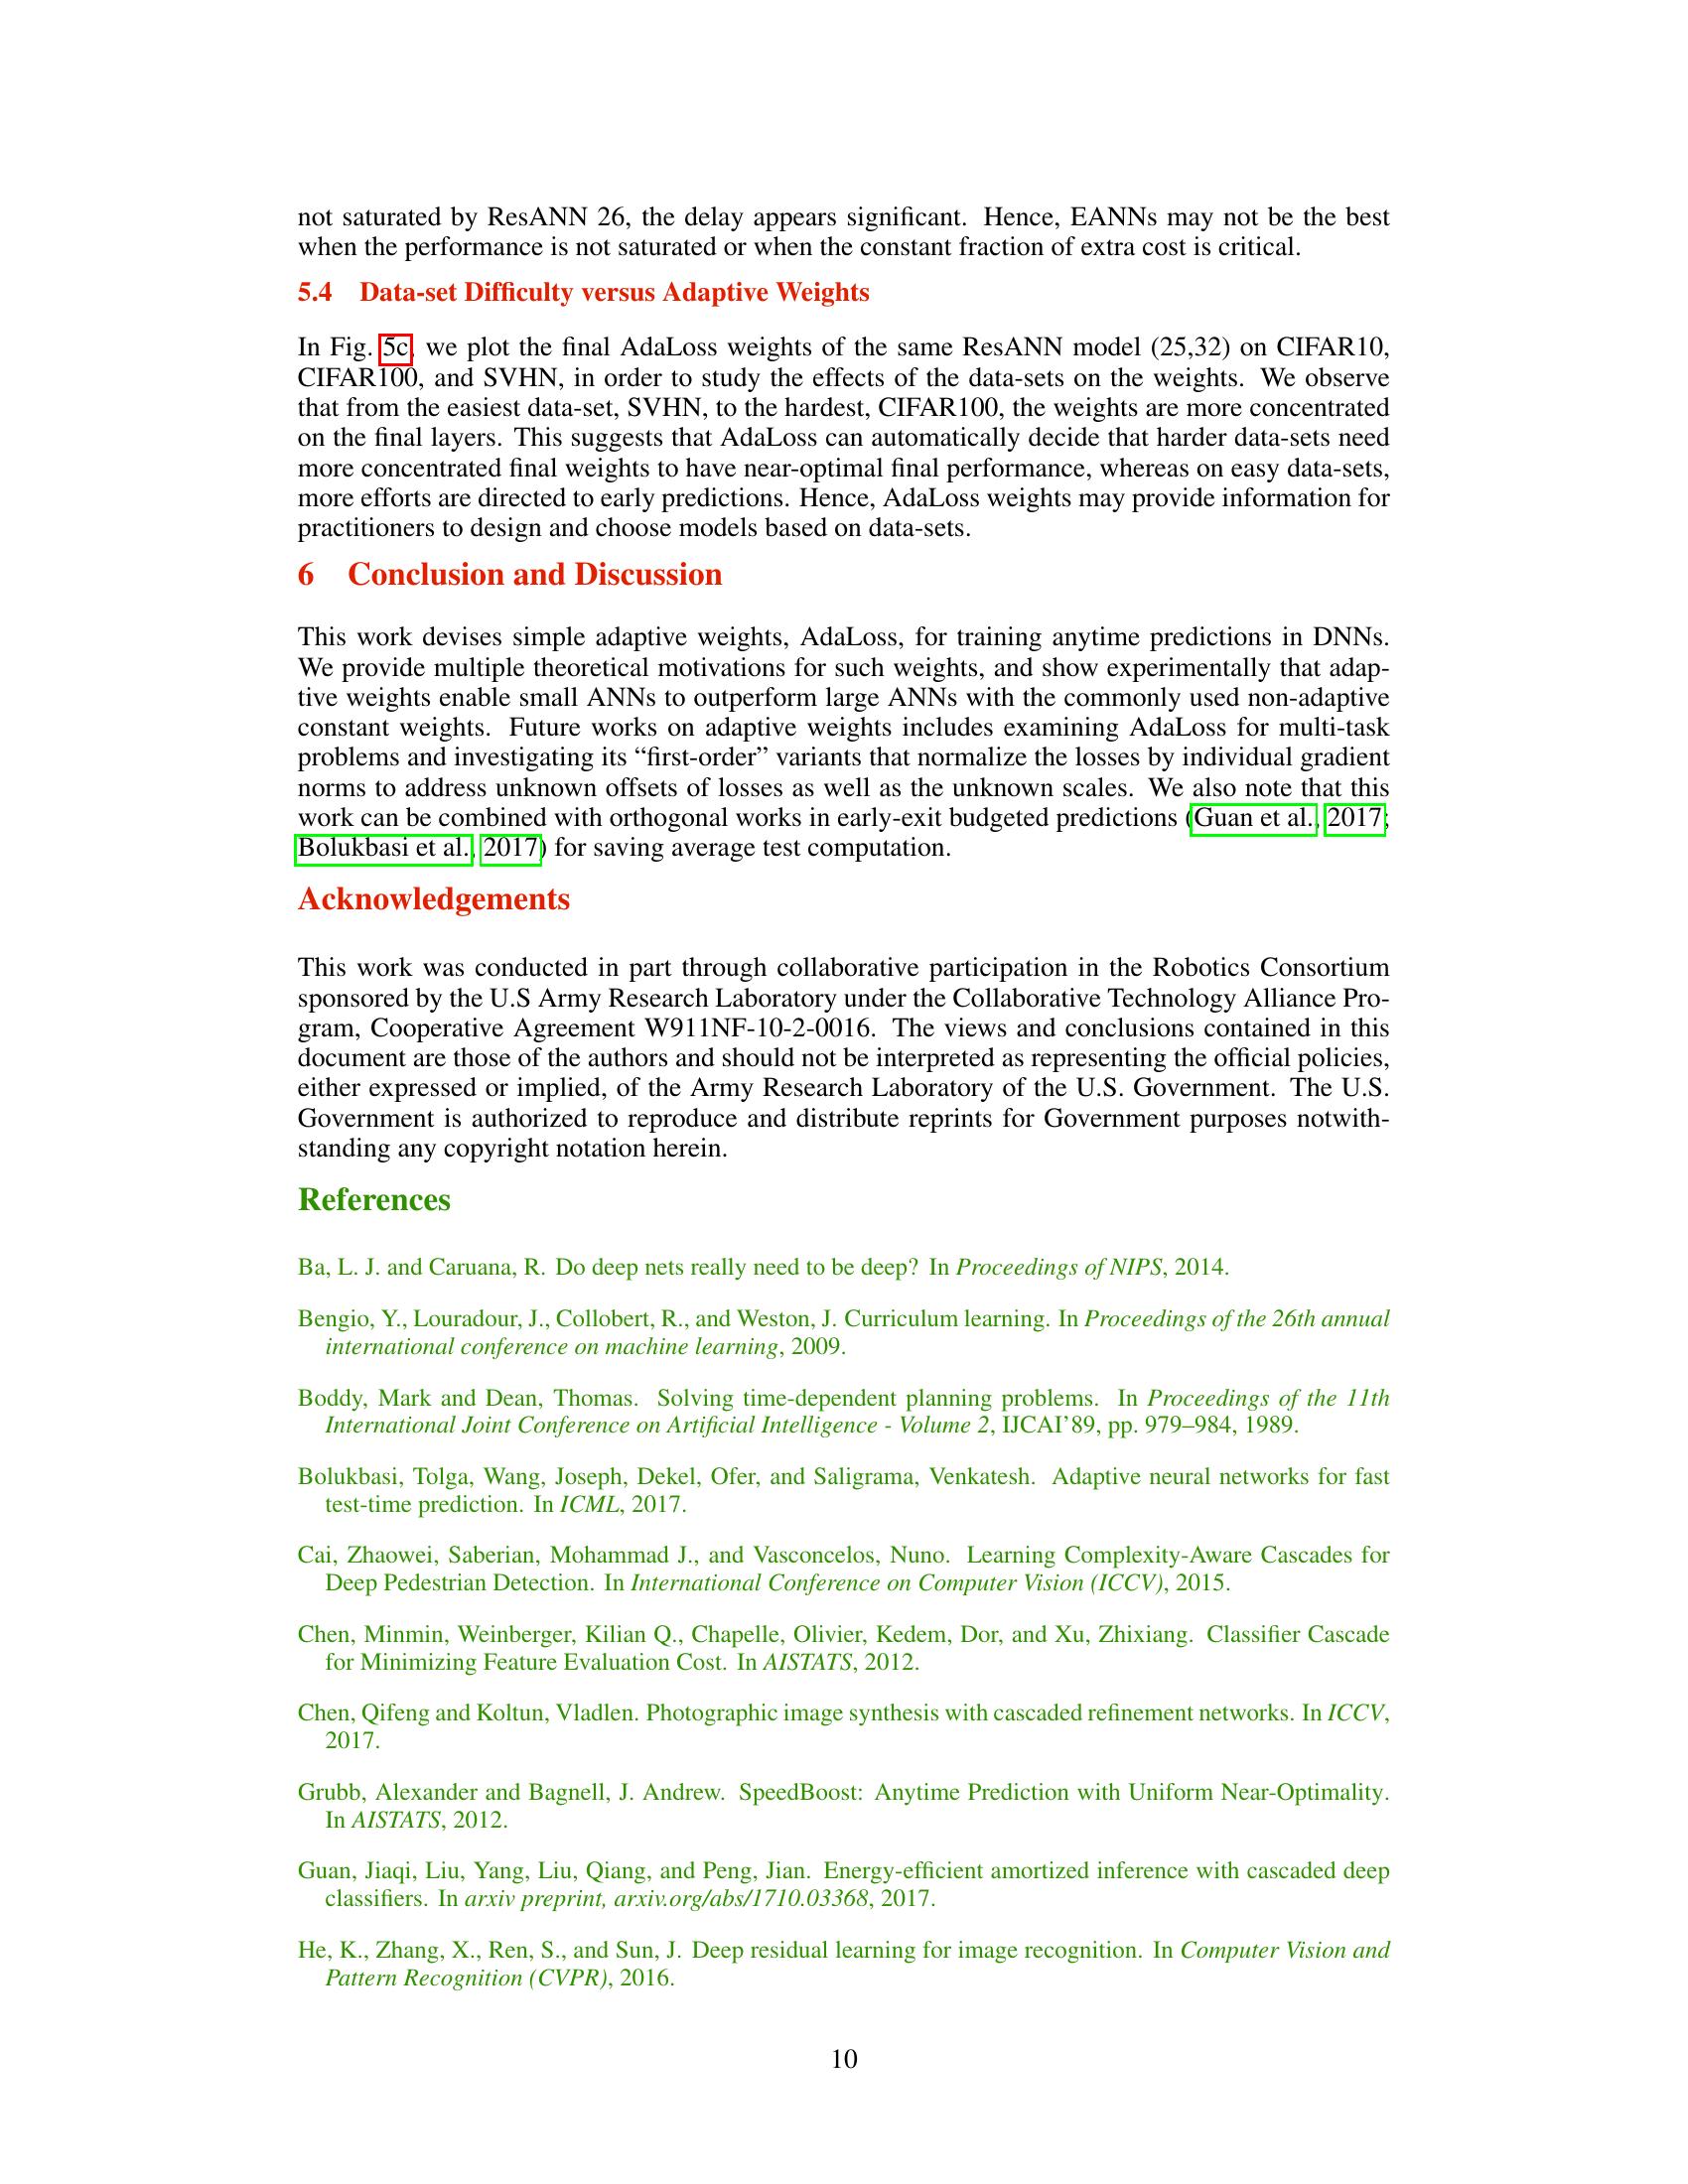 not saturated by ResANN 26, the delay appears significant. Hence, EANNs may not be the best
when the performance is not saturated or when the constant fraction of extra cost is critical.
5.4 Data-set Difficulty versus Adaptive Weights
In Fig. 5c, we plot the final AdaLoss weights of the same ResANN model (25,32) on CIFAR10,
CIFAR100, and SVHN, in order to study the effects of the data-sets on the weights. We observe
that from the easiest data-set, SVHN, to the hardest, CIFAR100, the weights are more concentrated
on the final layers. This suggests that AdaLoss can automatically decide that harder data-sets need
more concentrated final weights to have near-optimal final performance, whereas on easy data-sets,
more efforts are directed to early predictions. Hence, AdaLoss weights may provide information for
practitioners to design and choose models based on data-sets.
6 Conclusion and Discussion
This work devises simple adaptive weights, AdaLoss, for training anytime predictions in DNNs.
We provide multiple theoretical motivations for such weights, and show experimentally that adap-
tive weights enable small ANNs to outperform large ANNs with the commonly used non-adaptive
constant weights. Future works on adaptive weights includes examining AdaLoss for multi-task
problems and investigating its “first-order” variants that normalize the losses by individual gradient
norms to address unknown offsets of losses as well as the unknown scales. We also note that this
work can be combined with orthogonal works in early-exit budgeted predictions (Guan et al., 2017;
Bolukbasi et al., 2017) for saving average test computation.
Acknowledgements
This work was conducted in part through collaborative participation in the Robotics Consortium
sponsored by the U.S Army Research Laboratory under the Collaborative Technology Alliance Pro-
gram, Cooperative Agreement W911NF-10-2-0016. The views and conclusions contained in this
document are those of the authors and should not be interpreted as representing the official policies,
either expressed or implied, of the Army Research Laboratory of the U.S. Government. The U.S.
Government is authorized to reproduce and distribute reprints for Government purposes notwith-
standing any copyright notation herein.
References
Ba, L. J. and Caruana, R. Do deep nets really need to be deep? In Proceedings of NIPS, 2014.
Bengio, Y., Louradour, J., Collobert, R., and Weston, J. Curriculum learning. In Proceedings of the 26th annual
international conference on machine learning, 2009.
Boddy, Mark and Dean, Thomas. Solving time-dependent planning problems. In Proceedings of the 11th
International Joint Conference on Artificial Intelligence - Volume 2, IJCAI’89, pp. 979–984, 1989.
Bolukbasi, Tolga, Wang, Joseph, Dekel, Ofer, and Saligrama, Venkatesh. Adaptive neural networks for fast
test-time prediction. In ICML, 2017.
Cai, Zhaowei, Saberian, Mohammad J., and Vasconcelos, Nuno. Learning Complexity-Aware Cascades for
Deep Pedestrian Detection. In International Conference on Computer Vision (ICCV), 2015.
Chen, Minmin, Weinberger, Kilian Q., Chapelle, Olivier, Kedem, Dor, and Xu, Zhixiang. Classifier Cascade
for Minimizing Feature Evaluation Cost. In AISTATS, 2012.
Chen, Qifeng and Koltun, Vladlen. Photographic image synthesis with cascaded refinement networks. In ICCV,
2017.
Grubb, Alexander and Bagnell, J. Andrew. SpeedBoost: Anytime Prediction with Uniform Near-Optimality.
In AISTATS, 2012.
Guan, Jiaqi, Liu, Yang, Liu, Qiang, and Peng, Jian. Energy-efficient amortized inference with cascaded deep
classifiers. In arxiv preprint, arxiv.org/abs/1710.03368, 2017.
He, K., Zhang, X., Ren, S., and Sun, J. Deep residual learning for image recognition. In Computer Vision and
Pattern Recognition (CVPR), 2016.
10